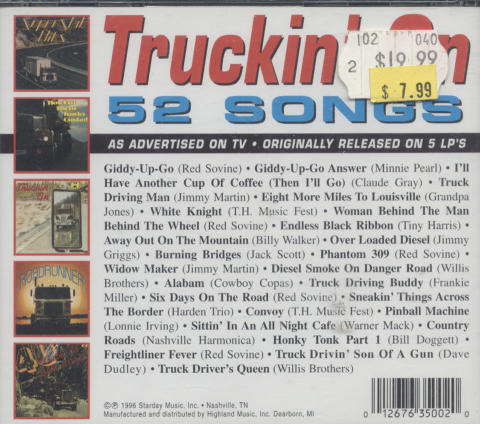 SuperSlab
Hits
Truckin' On
102 040
2 $19.99
$ 7.99
52 SONGS
AS ADVERTISED ON TV • ORIGINALLY RELEASED ON 5 LP'S
Giddy-Up-Go (Red Sovine) • Giddy-Up-Go Answer (Minnie Pearl) • I'll
Have Another Cup Of Coffee (Then I'll Go) (Claude Gray) • Truck
Driving Man (Jimmy Martin) • Eight More Miles To Louisville (Grandpa
Jones) • White Knight (T.H. Music Fest) • Woman Behind The Man
Behind The Wheel (Red Sovine) • Endless Black Ribbon (Tiny Harris) •
Away Out On The Mountain (Billy Walker) • Over Loaded Diesel (Jimmy
Griggs) • Burning Bridges (Jack Scott) • Phantom 309 (Red Sovine) •
Widow Maker (Jimmy Martin) • Diesel Smoke On Danger Road (Willis
Brothers) • Alabam (Cowboy Copas) • Truck Driving Buddy (Frankie
Miller) • Six Days On The Road (Red Sovine) • Sneakin' Things Across
The Border (Harden Trio) • Convoy (T.H. Music Fest) • Pinball Machine
(Lonnie Irving) • Sittin' In An All Night Cafe (Warner Mack) • Country
Roads (Nashville Harmonica) • Honky Tonk Part 1 (Bill Doggett) •
Freightliner Fever (Red Sovine) • Truck Drivin' Son Of A Gun (Dave
Dudley) • Truck Driver's Queen (Willis Brothers)
TRUCKIN'
On
ROADRUNNER
©℗ 1996 Starday Music, Inc. • Nashville, TN
Manufactured and distributed by Highland Music, Inc. Dearborn, MI
0 12676 35002 0